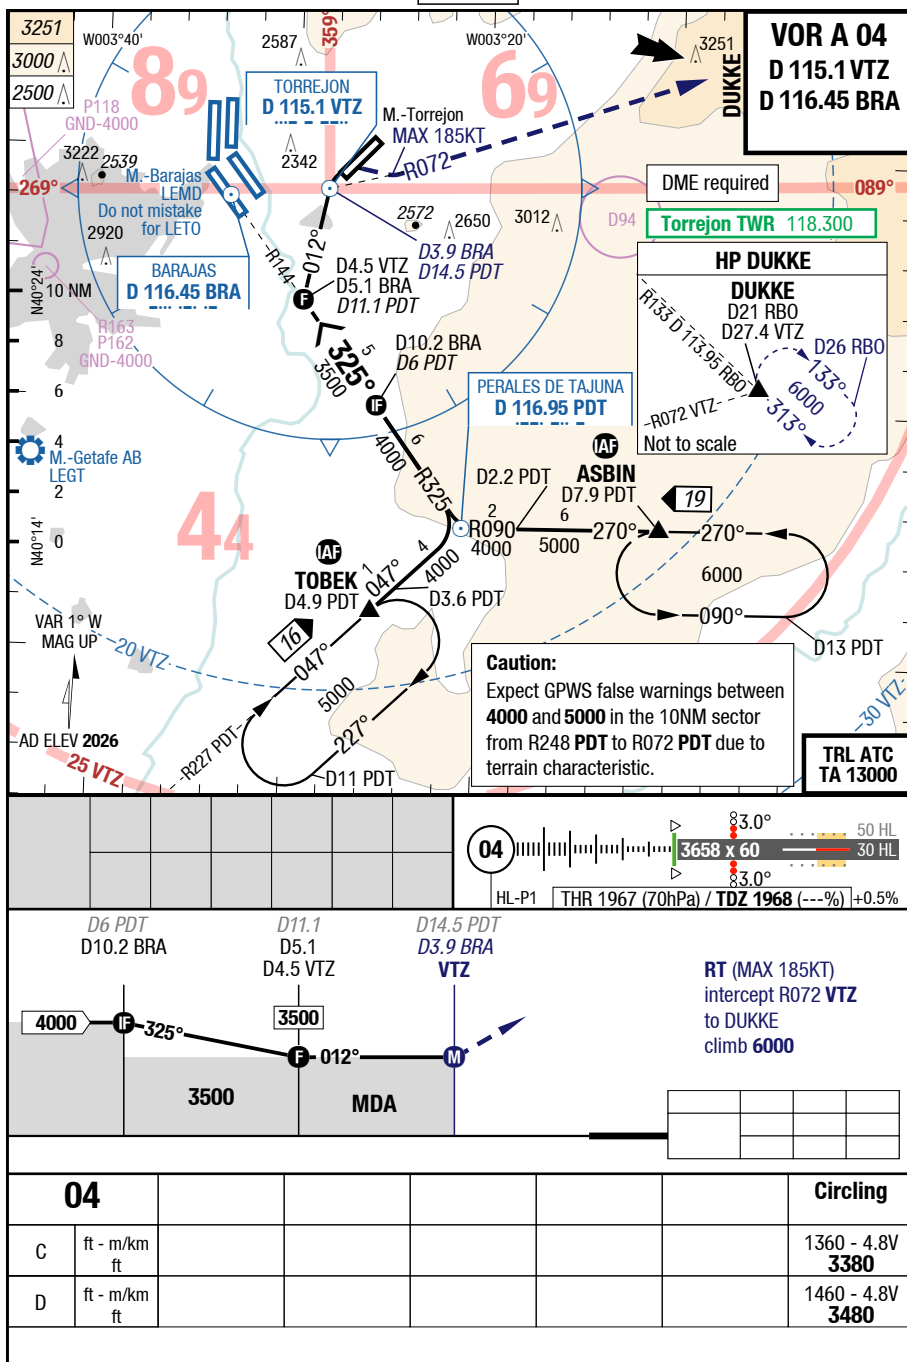 3251
3000
2500
W003°40'
2587
359°
W003°20'
3251
DUKKE
VOR A 04
D 115.1 VTZ
D 116.45 BRA
89
69
TORREJON
D 115.1 VTZ
P118
GND-4000
M.-Torrejon
MAX 185KT
R072
3222
2539
2342
M.-Barajas
LEMD
Do not mistake
for LETO
269°
089°
DME required
2572
2650
3012
D94
Torrejon TWR 118.300
2920
D3.9 BRA
D14.5 PDT
R144
012°
BARAJAS
D 116.45 BRA
D4.5 VTZ
D5.1 BRA
D11.1 PDT
F
HP DUKKE
DUKKE
D21 RBO
D27.4 VTZ
R133 D 113.95 RBO
D26 RBO
133°
6000
313°
R072 VTZ
Not to scale
N40°24'
10 NM
R163
P162
GND-4000
8
6
4
2
0
5
325°
3500
D10.2 BRA
D6 PDT
IF
PERALES DE TAJUNA
D 116.95 PDT
6
4000
R325
M.-Getafe AB
LEGT
IAF
ASBIN
D7.9 PDT
D2.2 PDT
19
44
N40°14'
2
R090
4000
6
5000
270°
270°
6000
090°
D13 PDT
IAF
TOBEK
D4.9 PDT
1
047°
4
4000
D3.6 PDT
16
047°
5000
227°
R227 PDT
D11 PDT
VAR 1° W
MAG UP
20 VTZ
AD ELEV 2026
25 VTZ
30 VTZ
Caution:
Expect GPWS false warnings between
4000 and 5000 in the 10NM sector
from R248 PDT to R072 PDT due to
terrain characteristic.
TRL ATC
TA 13000
04
3.0°
50 HL
3658 x 60
30 HL
3.0°
HL-P1
THR 1967 (70hPa) / TDZ 1968 (---%)
+0.5%
D6 PDT
D10.2 BRA
D11.1
D5.1
D4.5 VTZ
D14.5 PDT
D3.9 BRA
VTZ
RT (MAX 185KT)
intercept R072 VTZ
to DUKKE
climb 6000
4000
IF
325°
3500
F
012°
M
3500
MDA
04
Circling
C
ft - m/km
ft
1360 - 4.8V
3380
D
ft - m/km
ft
1460 - 4.8V
3480